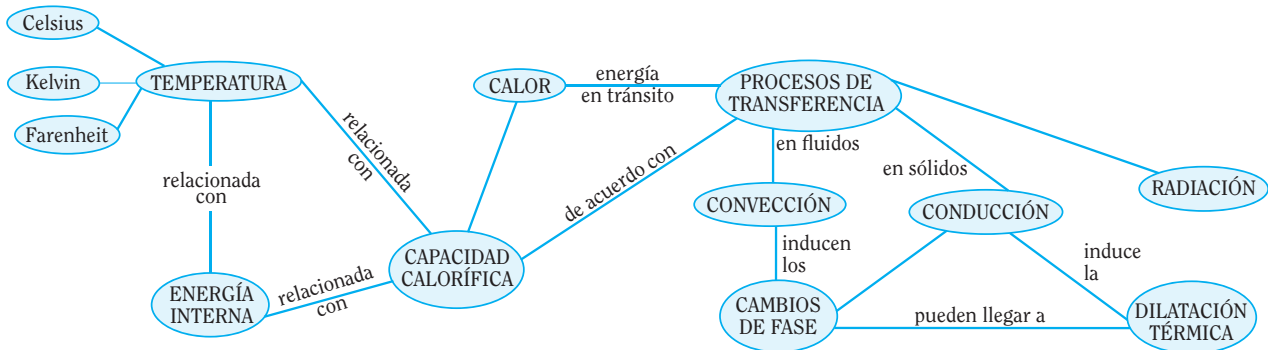 Celsius
Kelvin
Farenheit
TEMPERATURA
relacionada
con
ENERGÍA
INTERNA
relacionada
con
relacionada
con
CAPACIDAD
CALORÍFICA
CALOR
energía
en tránsito
de acuerdo con
PROCESOS DE
TRANSFERENCIA
en fluidos
CONVECCIÓN
inducen
los
CAMBIOS
DE FASE
en sólidos
CONDUCCIÓN
induce
la
pueden llegar a
DILATACIÓN
TÉRMICA
RADIACIÓN